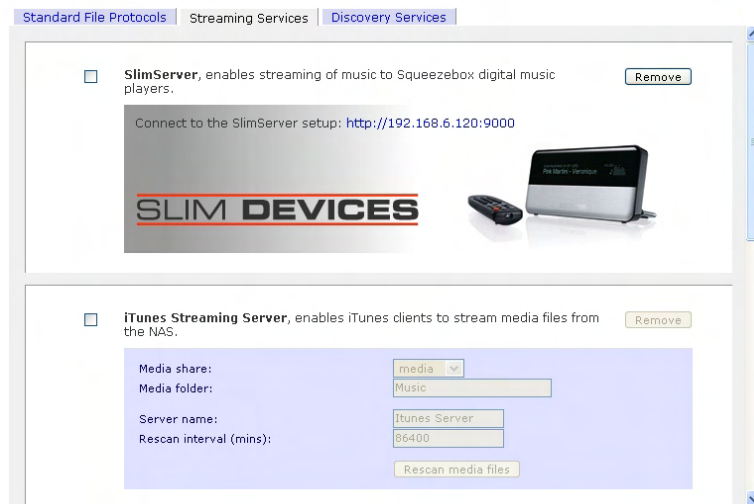 Standard File Protocols Streaming Services Discovery Services
SlimServer, enables streaming of music to Squeezebox digital music
players.
Remove
Connect to the SlimServer setup: http://192.168.6.120:9000
SLIM DEVICES
Pink Martini - Veronique
iTunes Streaming Server, enables iTunes clients to stream media files from
the NAS.
Remove
Media share: media
Media folder: Music
Server name: Itunes Server
Rescan interval (mins): 86400
Rescan media files